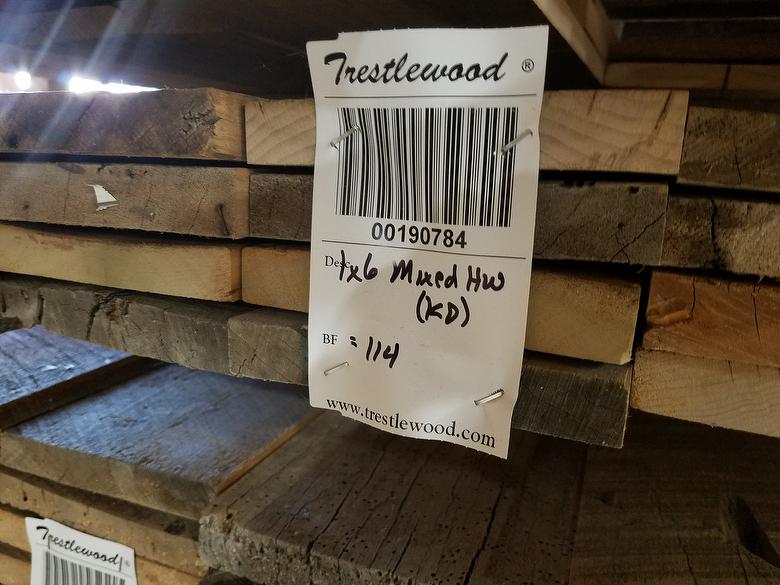 Trestlewood ®
00190784
Desc: 1x6 Mixed HW
(KD)
BF = 114
www.trestlewood.com
Trestlewood ®